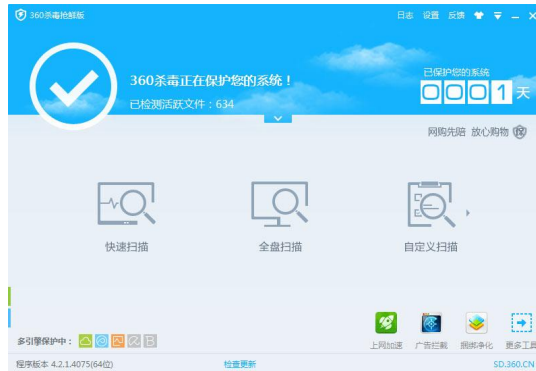 360杀毒抢鲜版
日志 设置 反馈
360杀毒正在保护您的系统！
已检测活跃文件：634
已保护您的系统
0001天
网购先赔 放心购物
快速扫描
全盘扫描
自定义扫描
多引擎保护中：
上网加速
广告拦截
捆绑净化
更多工具
程序版本 4.2.1.4075(64位)
检查更新
SD.360.CN